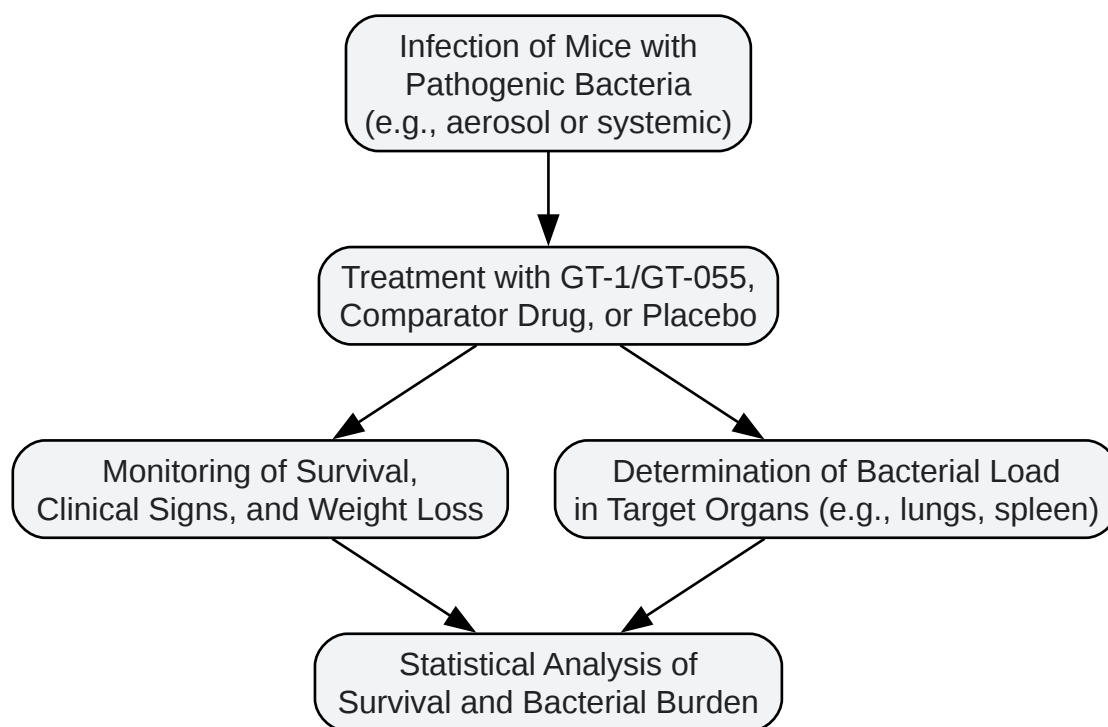 Infection of Mice with
Pathogenic Bacteria
(e.g., aerosol or systemic)
Treatment with GT-1/GT-055,
Comparator Drug, or Placebo
Monitoring of Survival,
Clinical Signs, and Weight Loss
Determination of Bacterial Load
in Target Organs (e.g., lungs, spleen)
Statistical Analysis of
Survival and Bacterial Burden